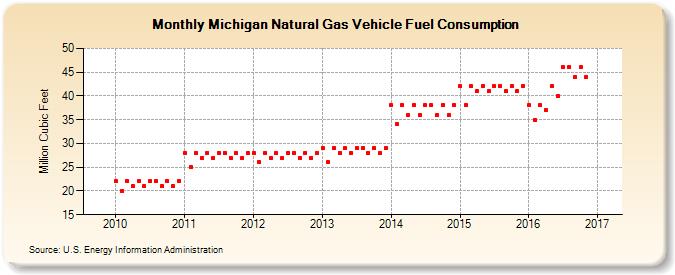 Monthly Michigan Natural Gas Vehicle Fuel Consumption
Million Cubic Feet
50
45
40
35
30
25
20
15
2010 2011 2012 2013 2014 2015 2016 2017
Source: U.S. Energy Information Administration